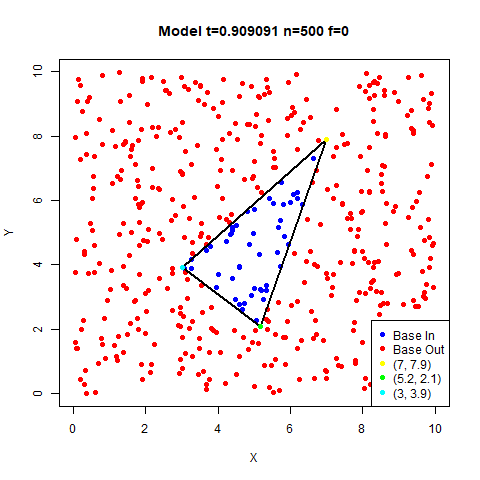 Model t=0.909091 n=500 f=0
Y
10
8
6
4
2
0
Base In
Base Out
(7, 7.9)
(5.2, 2.1)
(3, 3.9)
0 2 4 6 8 10
X